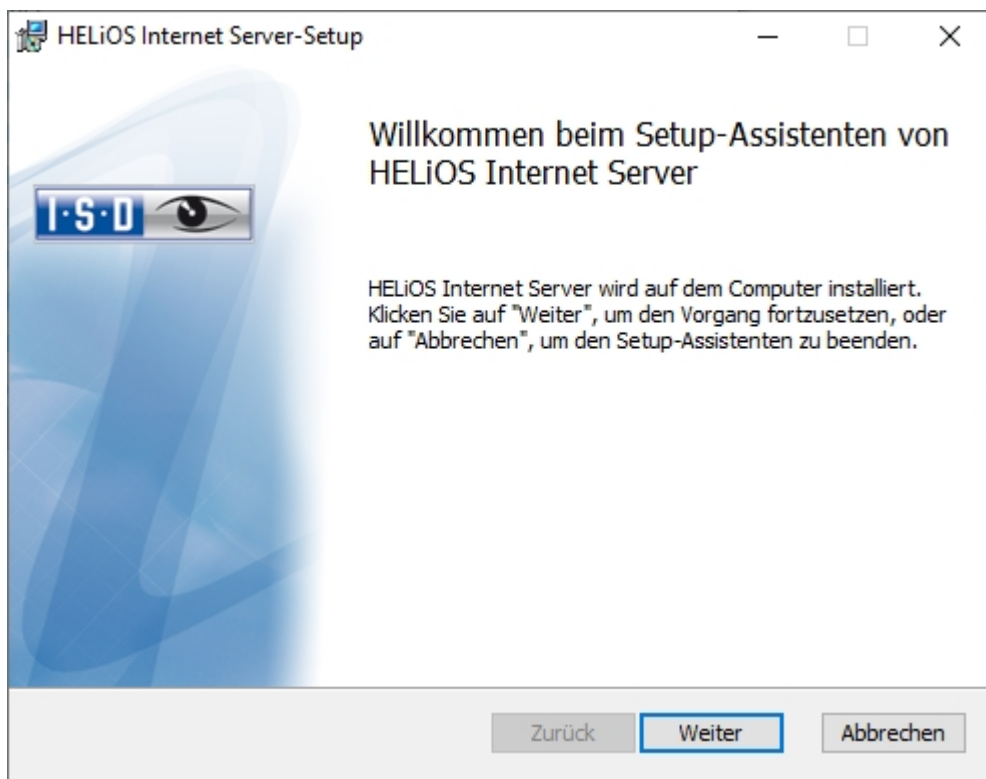 HELiOS Internet Server-Setup
Willkommen beim Setup-Assistenten von
HELiOS Internet Server
I·S·D
HELiOS Internet Server wird auf dem Computer installiert.
Klicken Sie auf "Weiter", um den Vorgang fortzusetzen, oder
auf "Abbrechen", um den Setup-Assistenten zu beenden.
Zurück Weiter Abbrechen